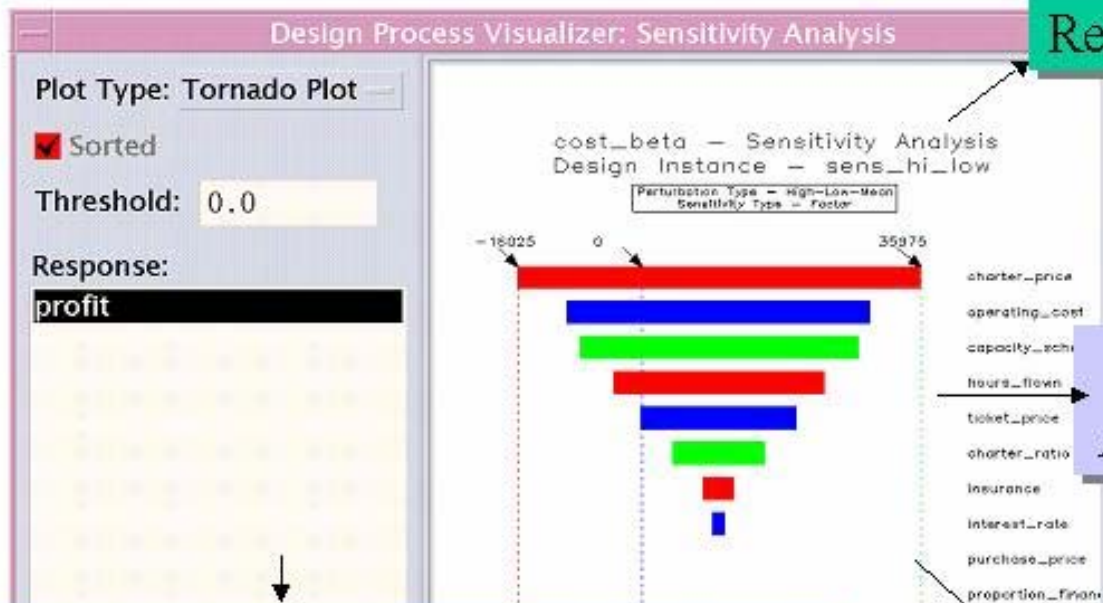 Design Process Visualizer: Sensitivity Analysis
Re
Plot Type: Tornado Plot
Sorted
Threshold: 0.0
Response:
profit
cost_beta – Sensitivity Analysis
Design Instance – sens_hi_low
Perturbation Type – High-Low-Mean
Sensitivity Type – Factor
-16025 0 35975
charter_price
operating_cost
capacity_sche
hours_flown
ticket_price
charter_ratio
insurance
interest_rate
purchase_price
proportion_finan